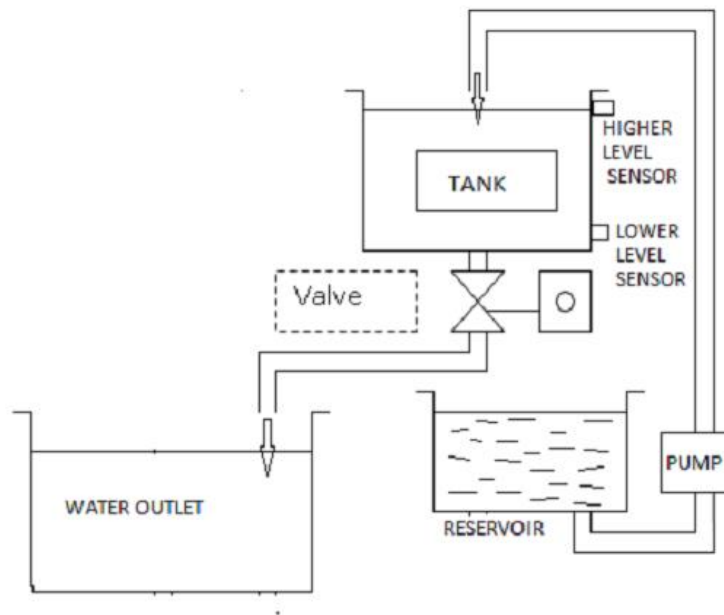 HIGHER
LEVEL
SENSOR
TANK
LOWER
LEVEL
SENSOR
Valve
PUMP
WATER OUTLET
RESERVOIR